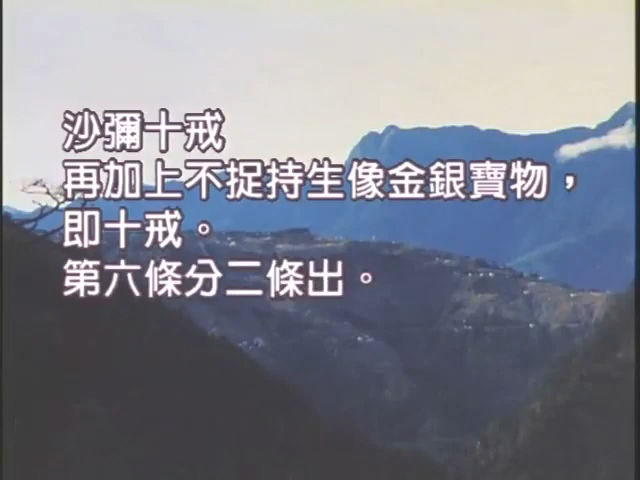 沙彌十戒
再加上不捉持生像金銀寶物，
即十戒。
第六條分二條出。